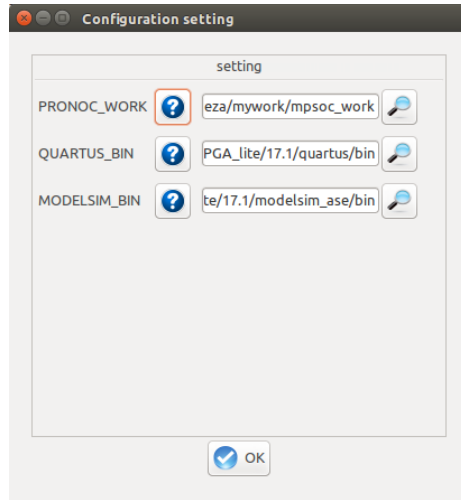 Configuration setting
setting
PRONOC_WORK eza/mywork/mpsoc_work
QUARTUS_BIN PGA_lite/17.1/quartus/bin
MODELSIM_BIN te/17.1/modelsim_ase/bin
OK